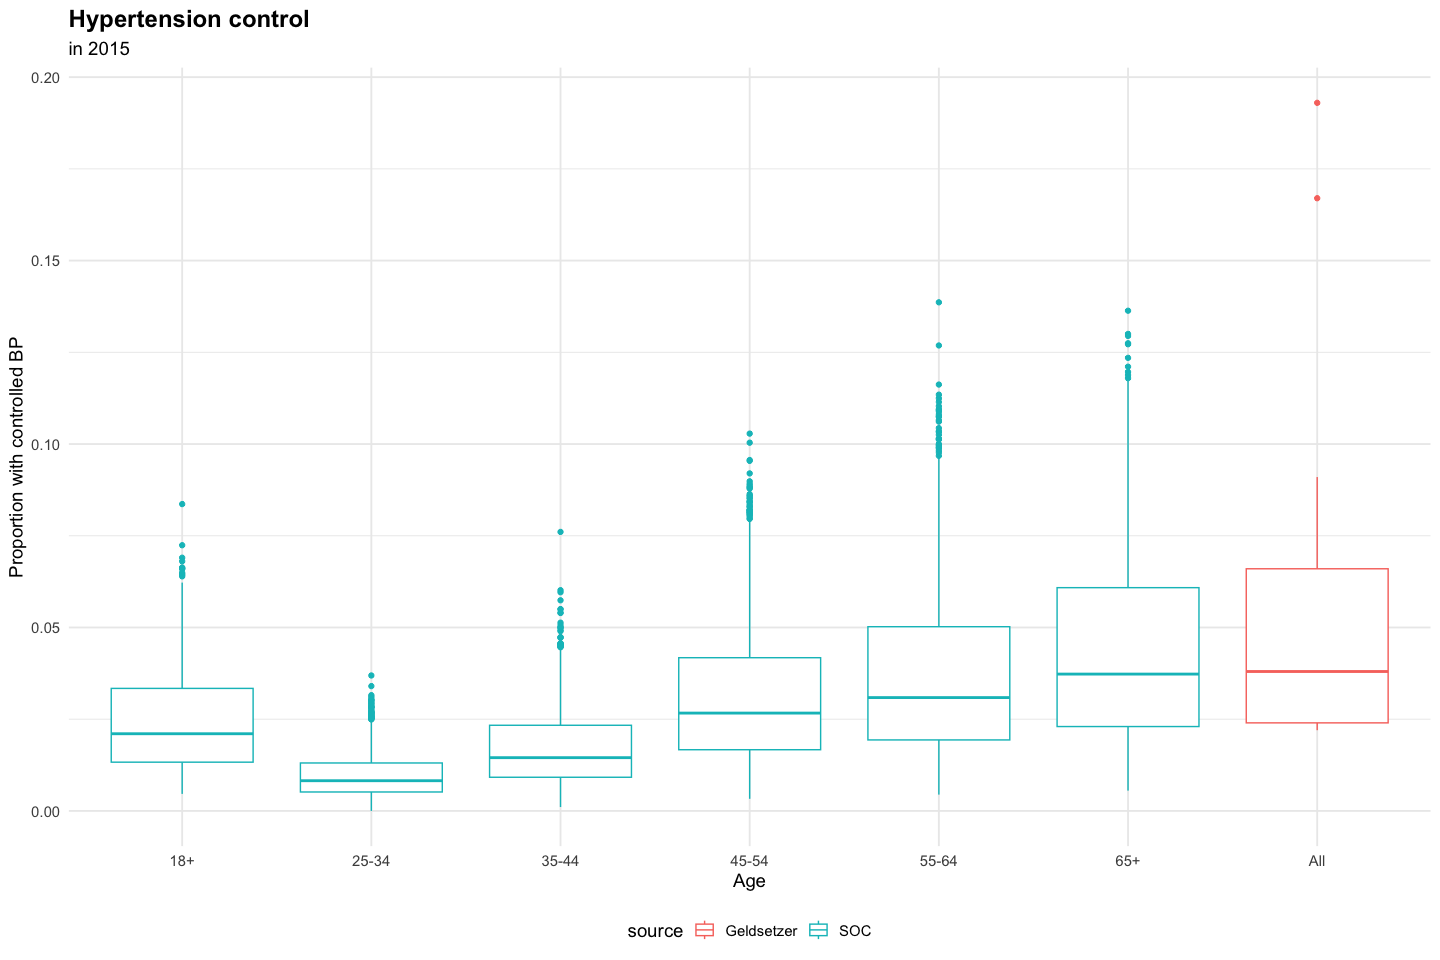 Hypertension control
in 2015
Proportion with controlled BP
0.20
0.15
0.10
0.05
0.00
18+ 25-34 35-44 45-54 55-64 65+ All
Age
source Geldsetzer SOC